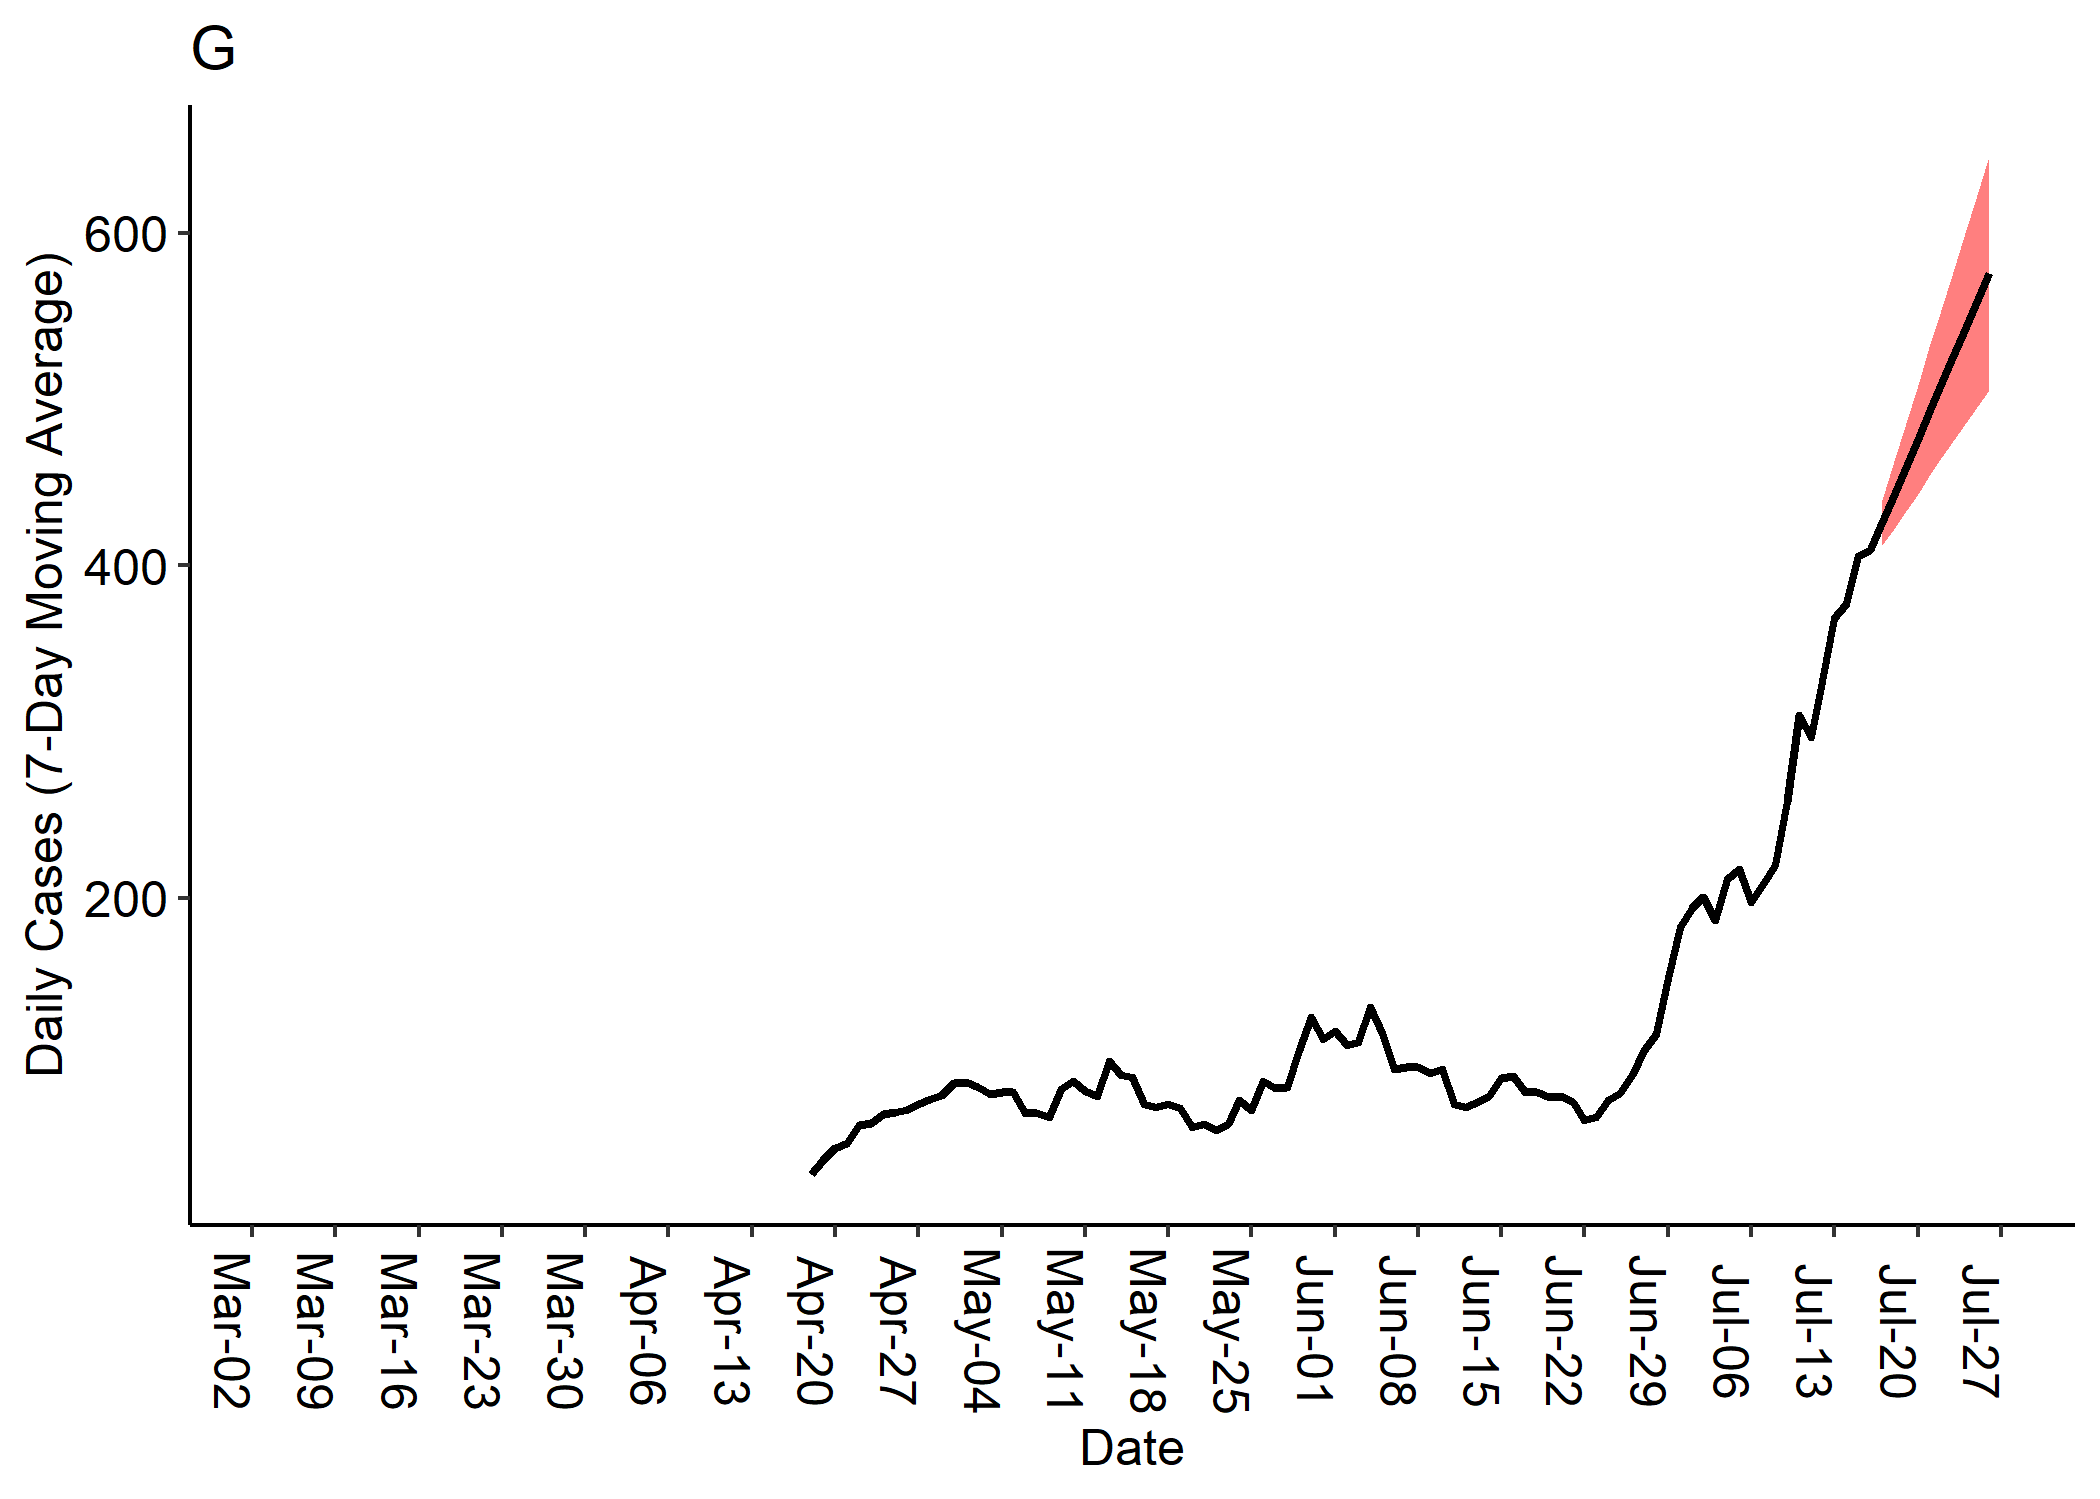 G
Daily Cases (7-Day Moving Average)
600
400
200
Mar-02
Mar-09
Mar-16
Mar-23
Mar-30
Apr-06
Apr-13
Apr-20
Apr-27
May-04
May-11
May-18
May-25
Jun-01
Jun-08
Jun-15
Jun-22
Jun-29
Jul-06
Jul-13
Jul-20
Jul-27
Date